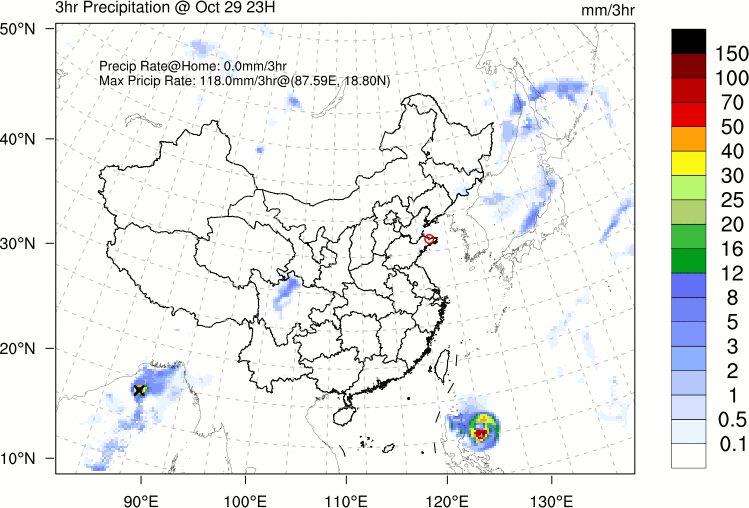 3hr Precipitation @ Oct 29 23H
mm/3hr
Precip Rate@Home: 0.0mm/3hr
Max Pricip Rate: 118.0mm/3hr@(87.59E, 18.80N)
50°N
40°N
30°N
20°N
10°N
90°E
100°E
110°E
120°E
130°E
150
100
70
50
40
30
25
20
16
12
8
5
3
2
1
0.5
0.1